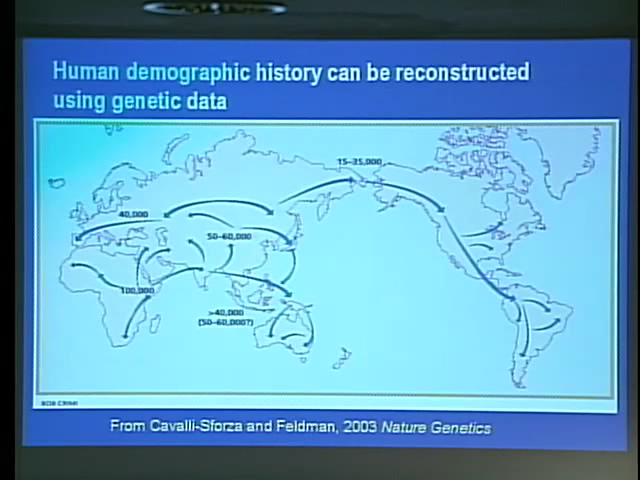 Human demographic history can be reconstructed
using genetic data
15–35,000
40,000
50–60,000
100,000
>40,000
(50–60,000?)
From Cavalli-Sforza and Feldman, 2003 Nature Genetics